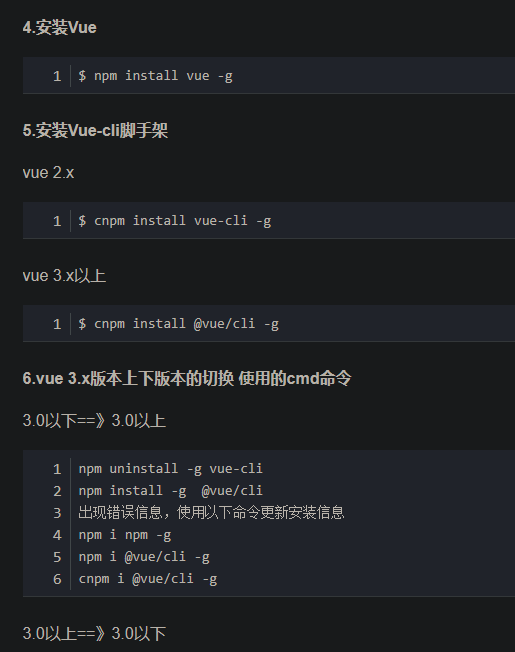 4.安装Vue
1 $ npm install vue -g
5.安装Vue-cli脚手架
vue 2.x
1 $ cnpm install vue-cli -g
vue 3.x以上
1 $ cnpm install @vue/cli -g
6.vue 3.x版本上下版本的切换 使用的cmd命令
3.0以下==》3.0以上
1 npm uninstall -g vue-cli
2 npm install -g  @vue/cli
3 出现错误信息，使用以下命令更新安装信息
4 npm i npm -g
5 npm i @vue/cli -g
6 cnpm i @vue/cli -g
3.0以上==》3.0以下